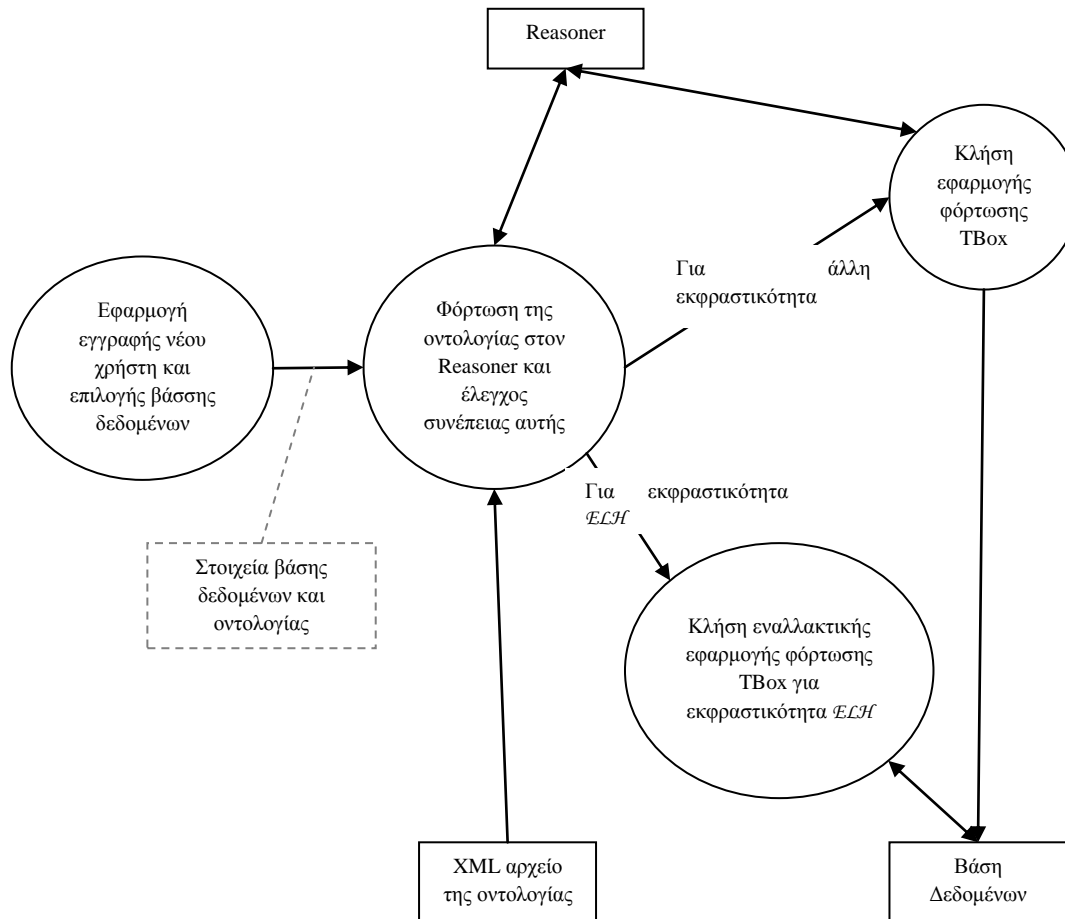 Reasoner
Κλήση
εφαρμογής
φόρτωσης
TBox
Για άλλη
εκφραστικότητα
Εφαρμογή
εγγραφής νέου
χρήστη και
επιλογής βάσσης
δεδομένων
Φόρτωση της
οντολογίας στον
Reasoner και
έλεγχος
συνέπειας αυτής
Για εκφραστικότητα
ℰℒℋ
Στοιχεία βάσης
δεδομένων και
οντολογίας
Κλήση εναλλακτικής
εφαρμογής φόρτωσης
TBox για
εκφραστικότητα ℰℒℋ
XML αρχείο
της οντολογίας
Βάση
Δεδομένων